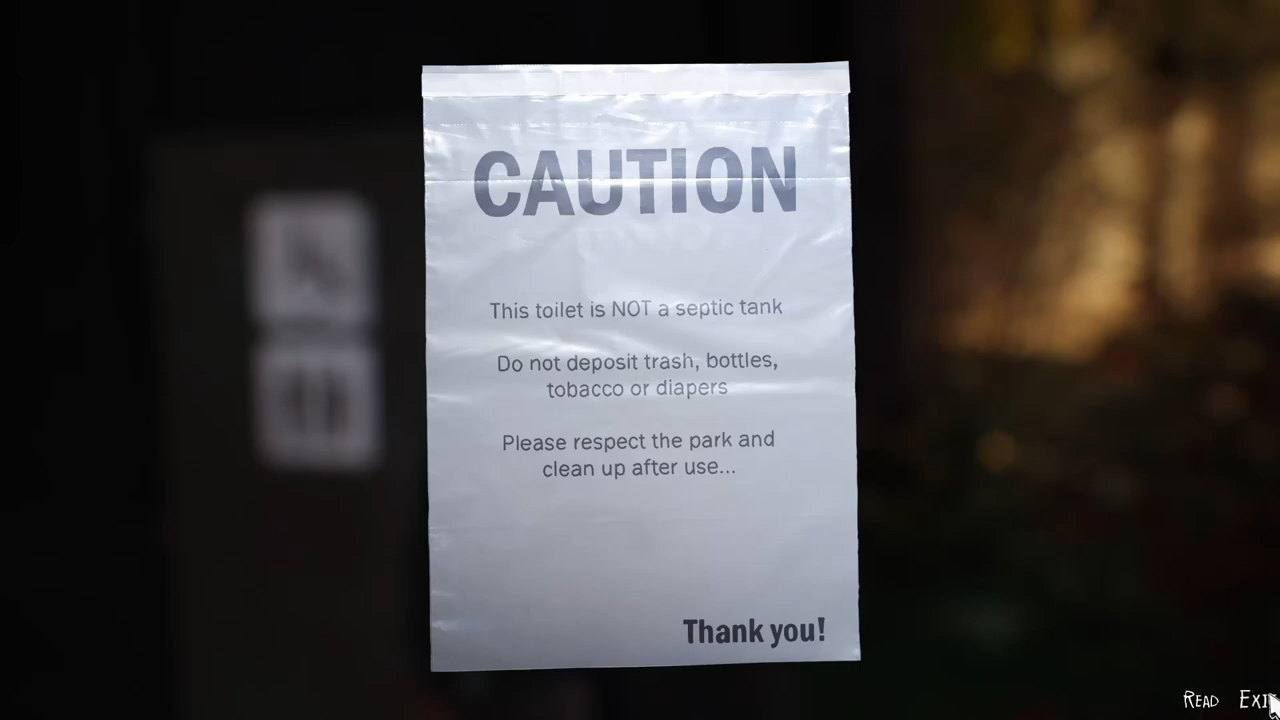 CAUTION
This toilet is NOT a septic tank
Do not deposit trash, bottles,
tobacco or diapers
Please respect the park and
clean up after use...
Thank you!
READ